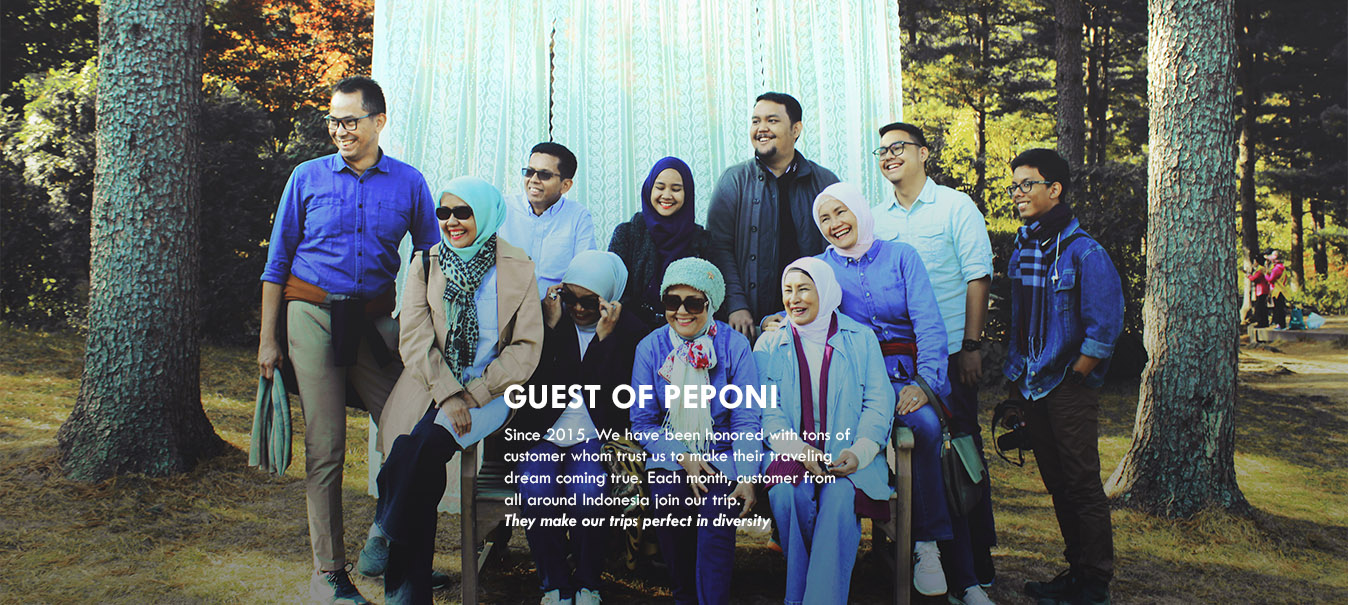 GUEST OF PEPONI
Since 2015, We have been honored with tons of
customer whom trust us to make their traveling
dream coming true. Each month, customer from
all around Indonesia join our trip.
They make our trips perfect in diversity